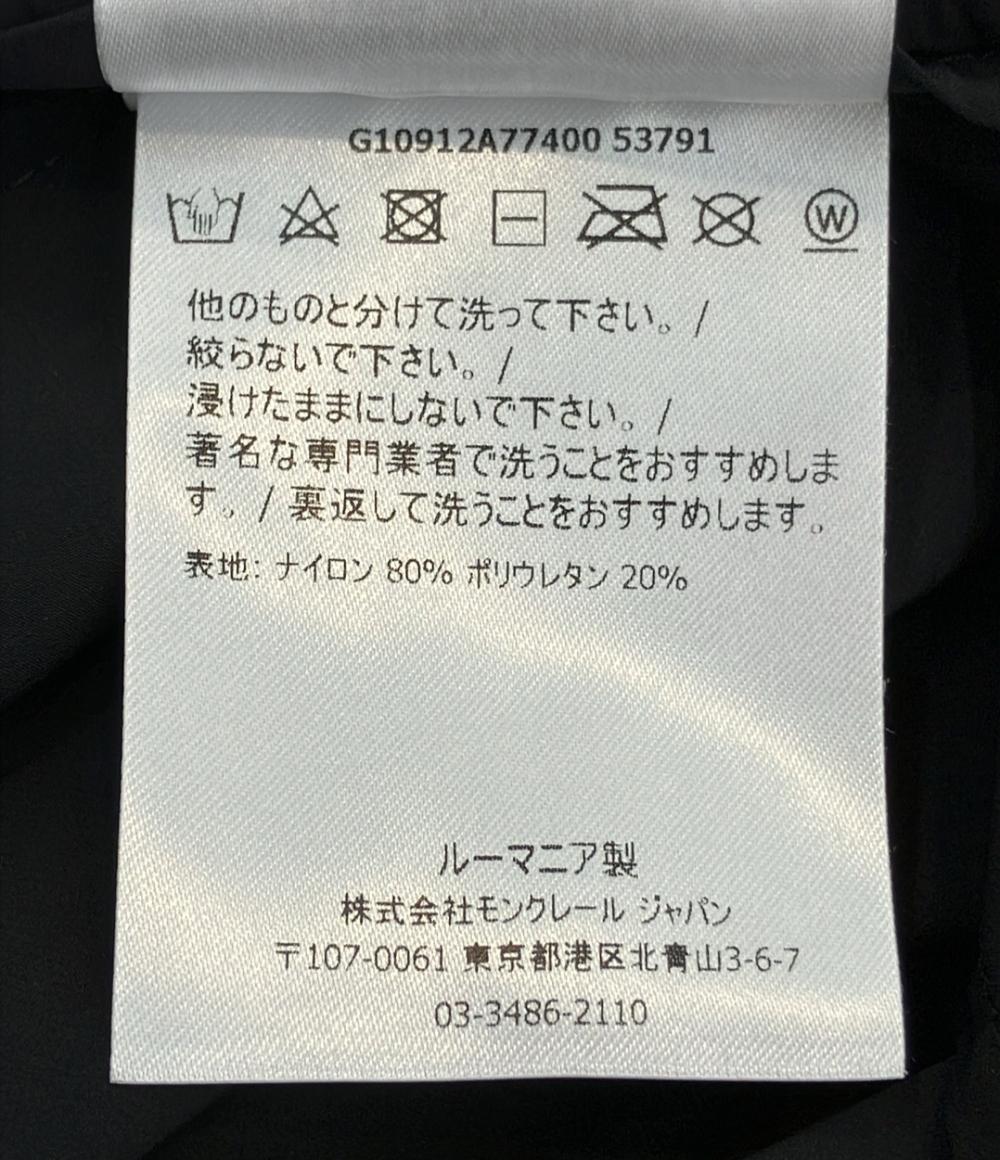 G10912A77400 53791
W
他のものと分けて洗って下さい。/
絞らないで下さい。/
浸けたままにしないで下さい。/
著名な専門業者で洗うことをおすすめしま
す。/ 裏返して洗うことをおすすめします。
表地: ナイロン 80% ポリウレタン 20%
ルーマニア製
株式会社モンクレール ジャパン
〒107-0061 東京都港区北青山3-6-7
03-3486-2110